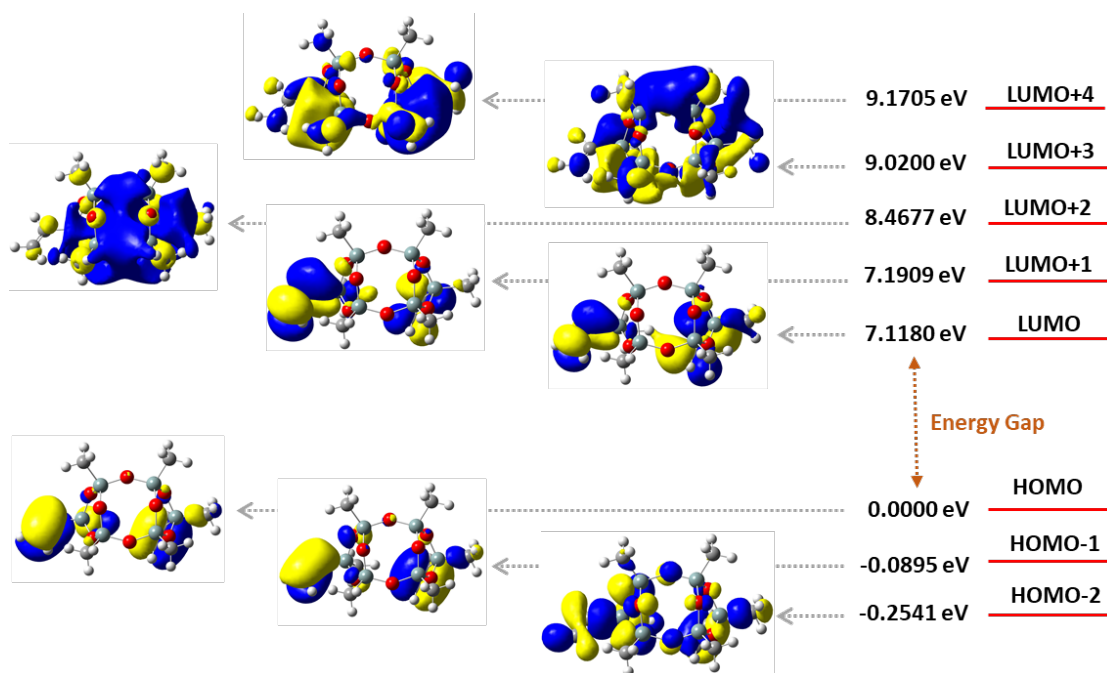 9.1705 eV LUMO+4
9.0200 eV LUMO+3
8.4677 eV LUMO+2
7.1909 eV LUMO+1
7.1180 eV LUMO
Energy Gap
0.0000 eV HOMO
-0.0895 eV HOMO-1
-0.2541 eV HOMO-2